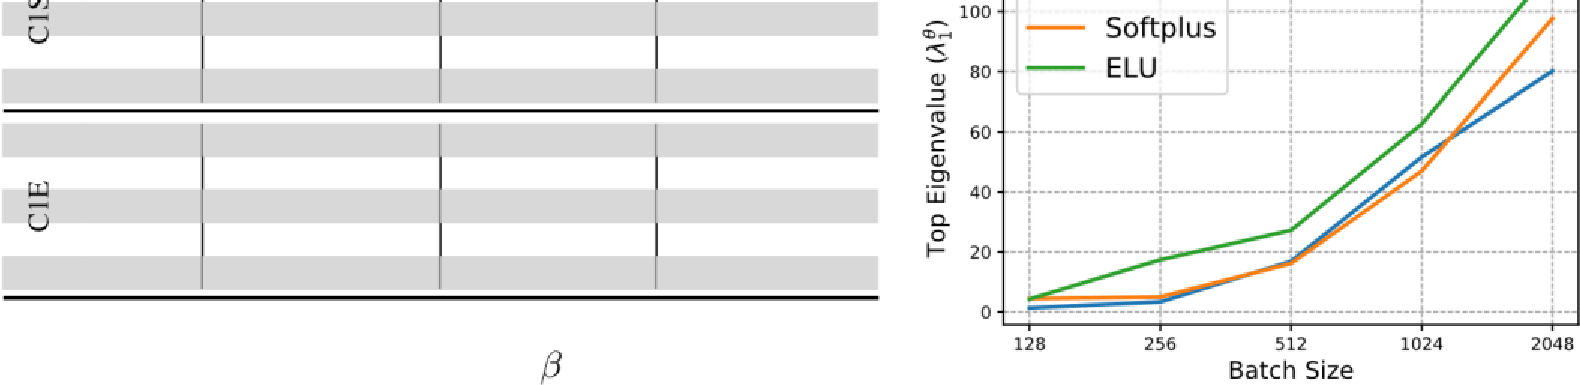 C1S
C1E
β
Top Eigenvalue (λ₁^θ)
100
80
60
40
20
0
Softplus
ELU
128 256 512 1024 2048
Batch Size